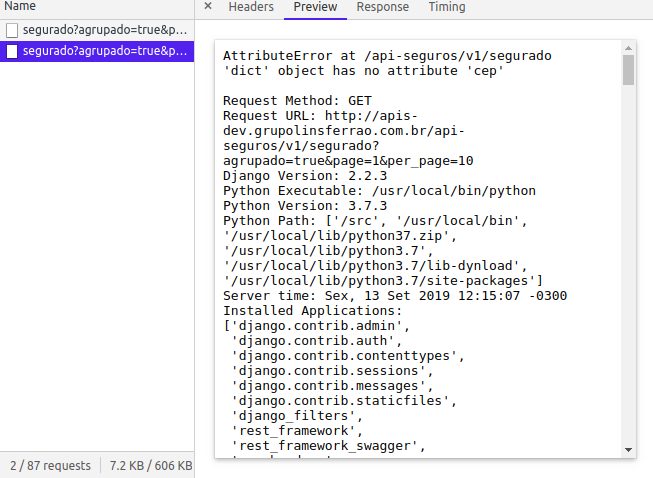 Name
× Headers Preview Response Timing
segurado?agrupado=true&p…
segurado?agrupado=true&p…
AttributeError at /api-seguros/v1/segurado
'dict' object has no attribute 'cep'
Request Method: GET
Request URL: http://apis-
dev.grupolinsferrao.com.br/api-
seguros/v1/segurado?
agrupado=true&page=1&per_page=10
Django Version: 2.2.3
Python Executable: /usr/local/bin/python
Python Version: 3.7.3
Python Path: ['/src', '/usr/local/bin',
'/usr/local/lib/python37.zip',
'/usr/local/lib/python3.7',
'/usr/local/lib/python3.7/lib-dynload',
'/usr/local/lib/python3.7/site-packages']
Server time: Sex, 13 Set 2019 12:15:07 -0300
Installed Applications:
['django.contrib.admin',
'django.contrib.auth',
'django.contrib.contenttypes',
'django.contrib.sessions',
'django.contrib.messages',
'django.contrib.staticfiles',
'django_filters',
'rest_framework',
'rest_framework_swagger',
2 / 87 requests 7.2 KB / 606 KB